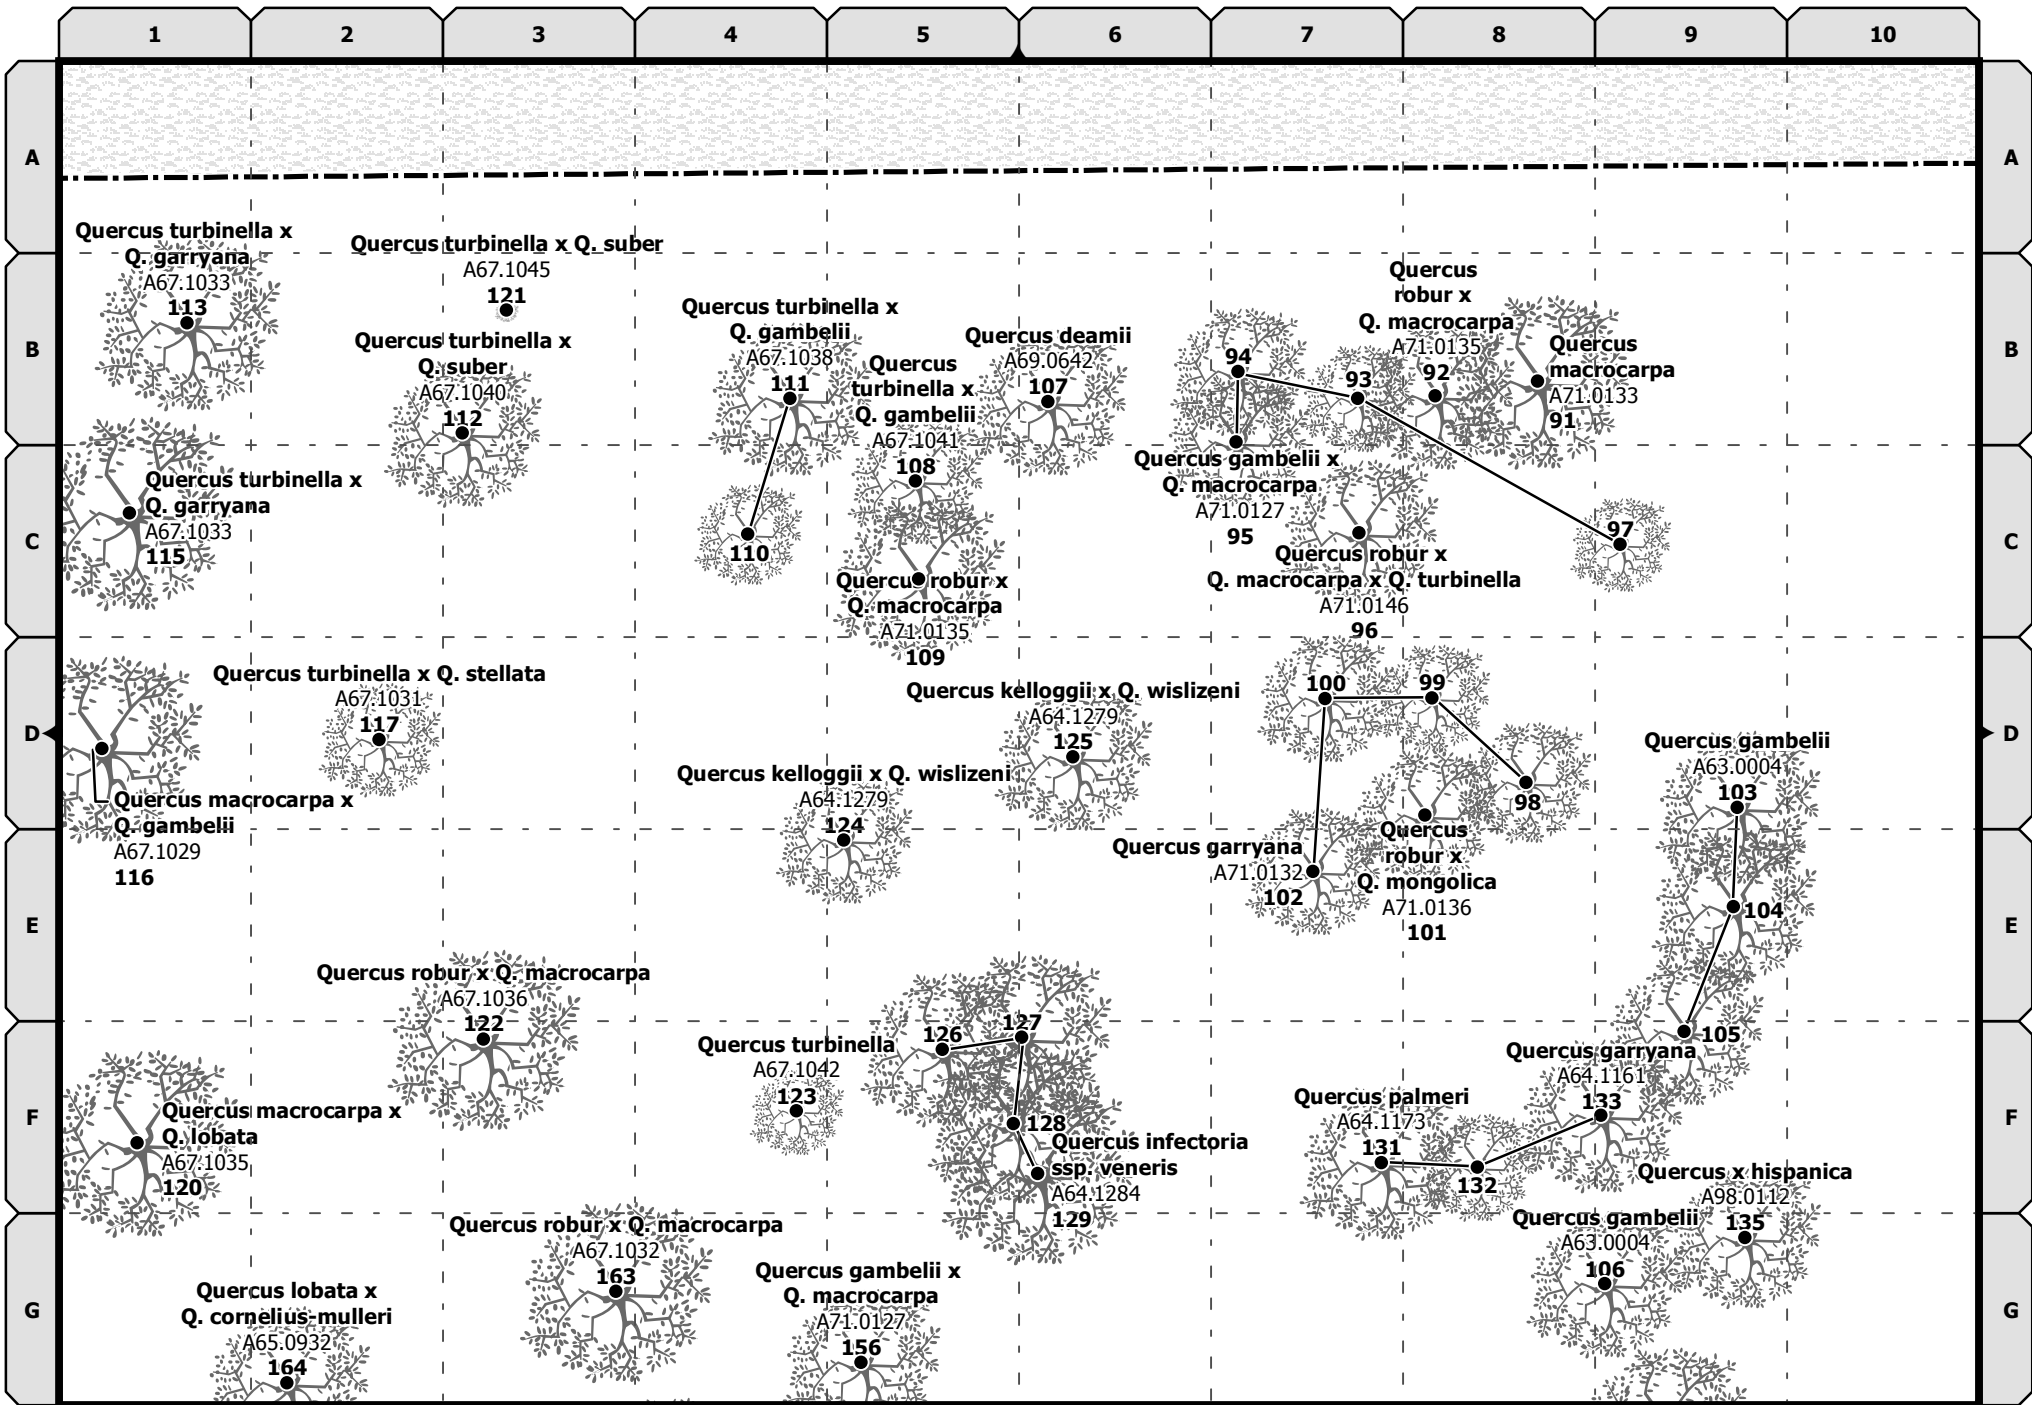 1 2 3 4 5 6 7 8 9 10
A A
Quercus turbinella x
Q. garryana
A67.1033
113
Quercus turbinella x Q. suber
A67.1045
121
B B
Quercus turbinella x
Q. suber
A67.1040
112
Quercus turbinella x
Q. gambelii
A67.1038
111
110
Quercus
turbinella x
Q. gambelii
A67.1041
108
Quercus deamii
A69.0642
107
94
93
Quercus
robur x
Q. macrocarpa
A71.0135
92
Quercus
macrocarpa
A71.0133
91
C C
Quercus turbinella x
Q. garryana
A67.1033
115
Quercus robur x
Q. macrocarpa
A71.0135
109
Quercus gambelii x
Q. macrocarpa
A71.0127
95
Quercus robur x
Q. macrocarpa x Q. turbinella
A71.0146
96
97
D D
Quercus turbinella x Q. stellata
A67.1031
117
Quercus macrocarpa x
Q. gambelii
A67.1029
116
Quercus kelloggii x Q. wislizeni
A64.1279
125
Quercus kelloggii x Q. wislizeni
A64.1279
124
100
99
98
Quercus gambelii
A63.0004
103
104
105
E E
Quercus garryana
A71.0132
102
Quercus
robur x
Q. mongolica
A71.0136
101
Quercus robur x Q. macrocarpa
A67.1036
122
F F
Quercus turbinella
A67.1042
123
126
127
128
Quercus infectoria
ssp. veneris
A64.1284
129
Quercus garryana
A64.1161
133
Quercus palmeri
A64.1173
131
132
Quercus macrocarpa x
Q. lobata
A67.1035
120
Quercus x hispanica
A98.0112
135
G G
Quercus robur x Q. macrocarpa
A67.1032
163
Quercus gambelii
A63.0004
106
Quercus lobata x
Q. cornelius-mulleri
A65.0932
164
Quercus gambelii x
Q. macrocarpa
A71.0127
156